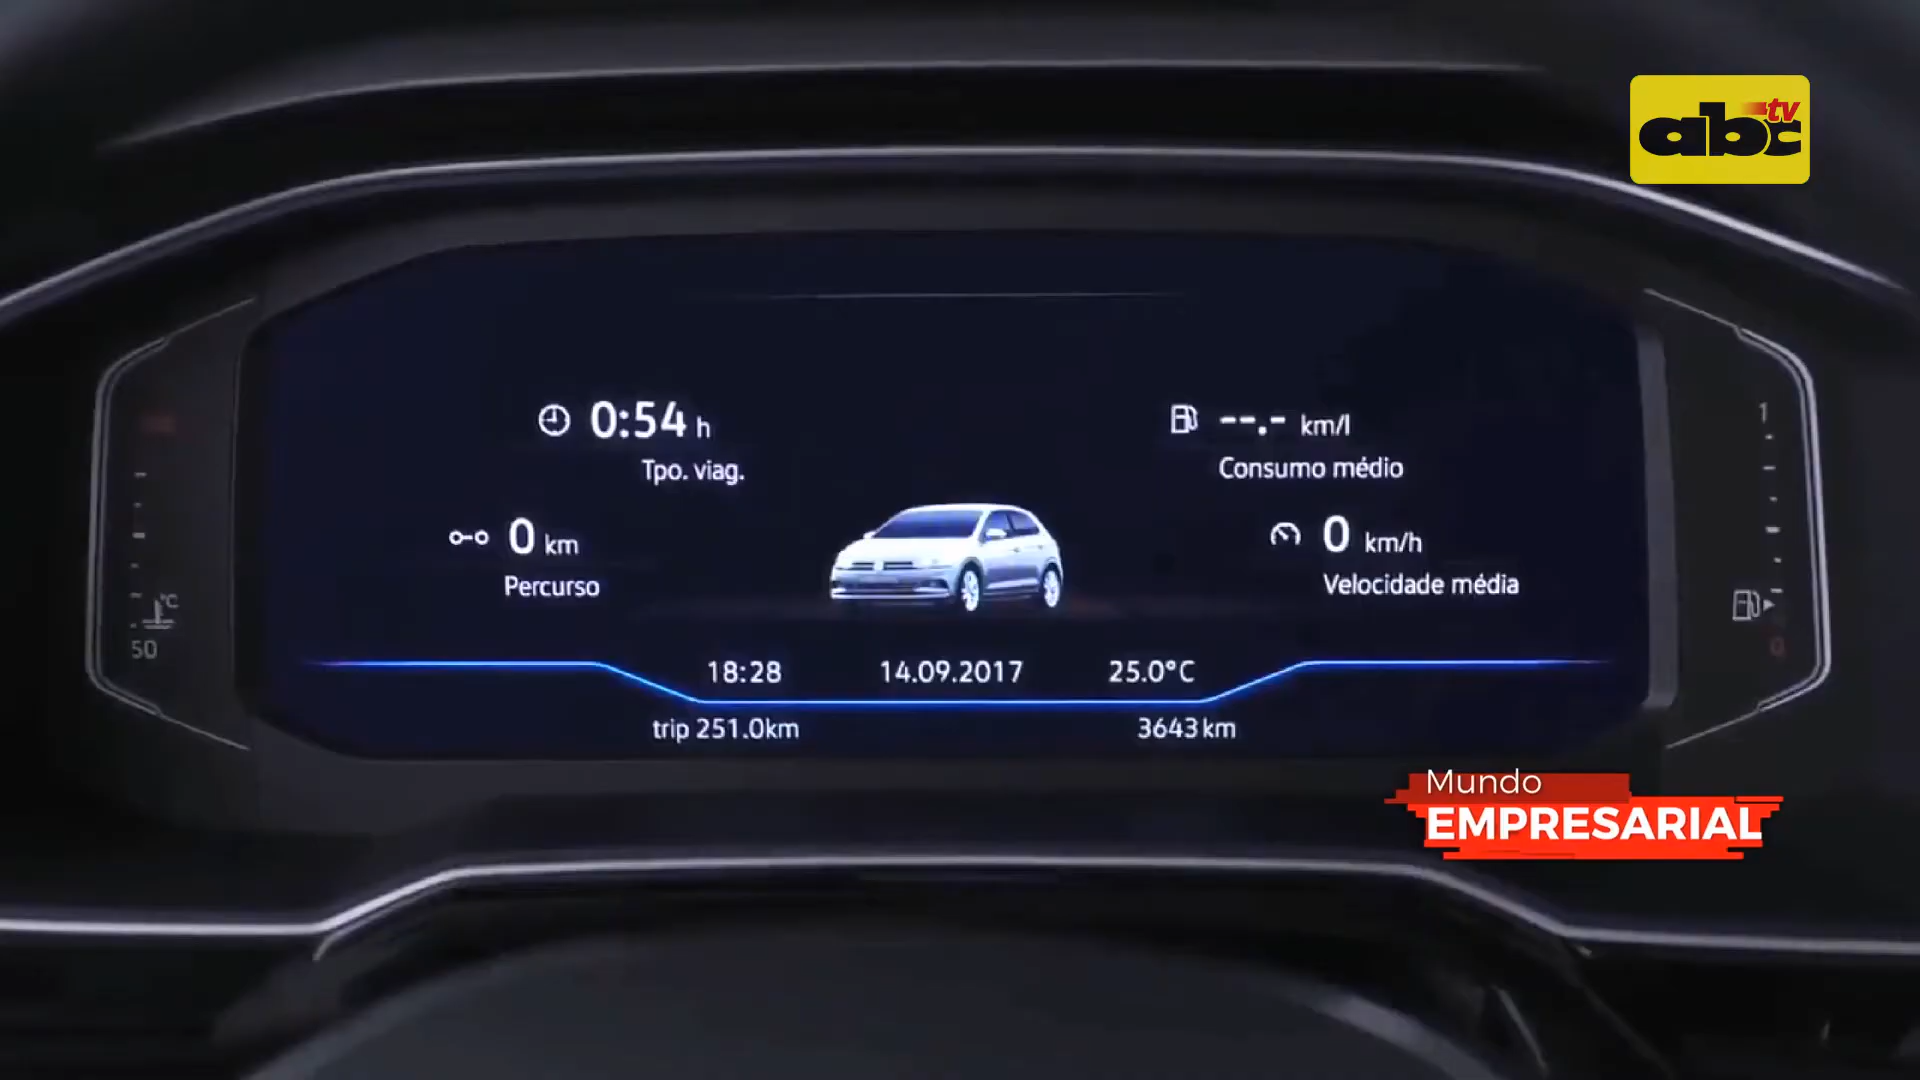 abc tv
0:54 h
Tpo. viag.
--.- km/l
Consumo médio
0 km
Percurso
0 km/h
Velocidade média
18:28 14.09.2017 25.0°C
trip 251.0km 3643 km
°C
50
1
0
Mundo
EMPRESARIAL